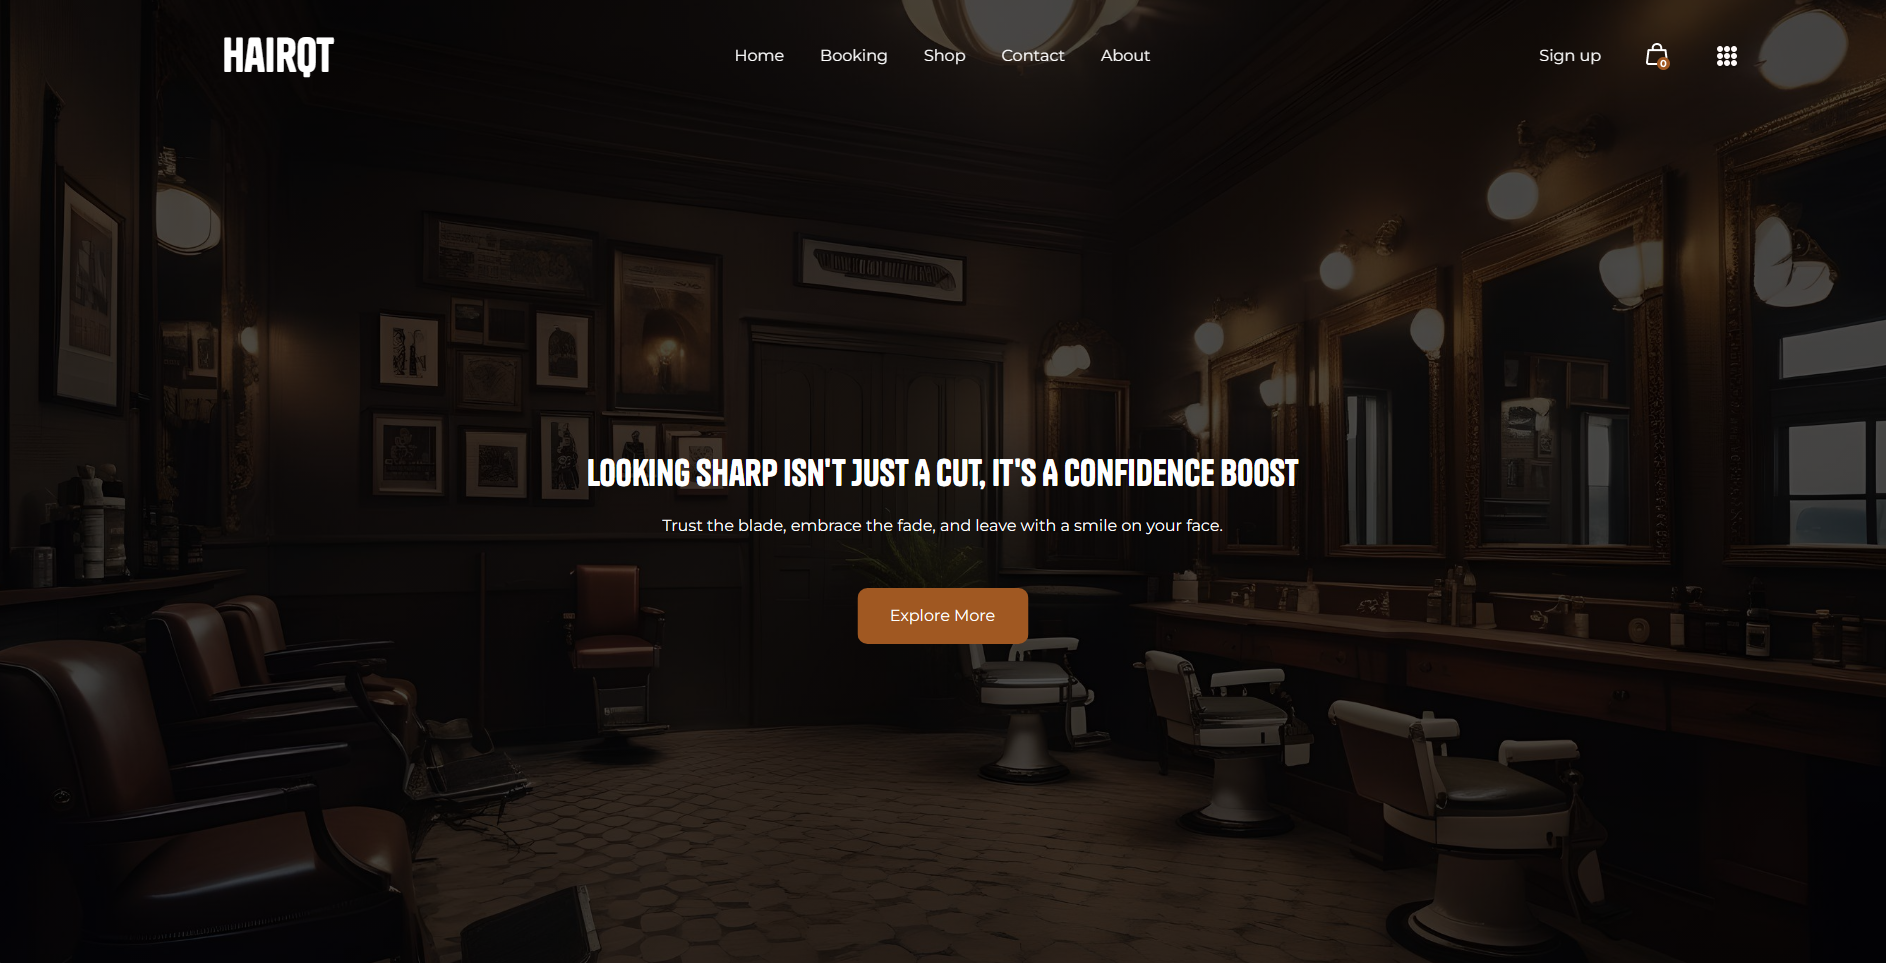 HAIRQT
Home Booking Shop Contact About
Sign up
0
LOOKING SHARP ISN'T JUST A CUT, IT'S A CONFIDENCE BOOST
Trust the blade, embrace the fade, and leave with a smile on your face.
Explore More